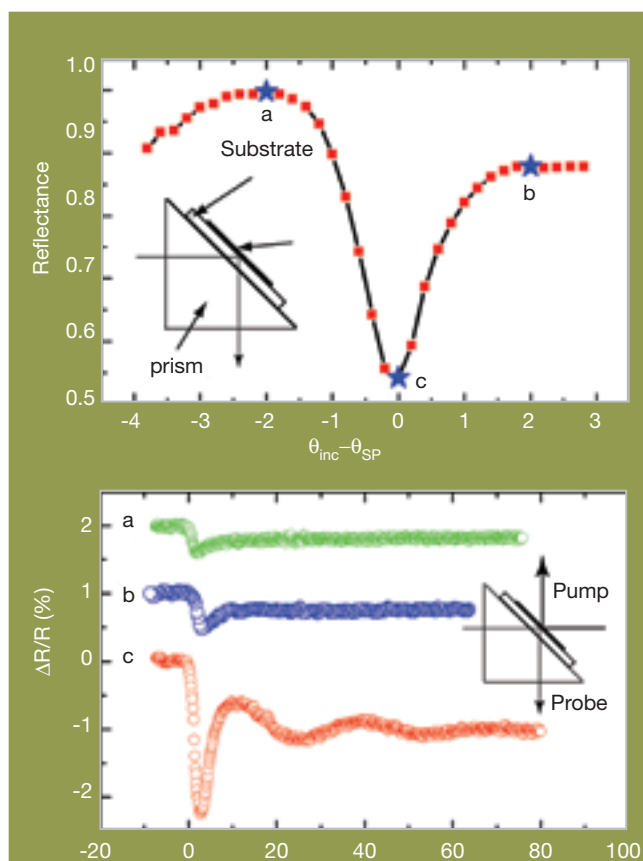 1.0
0.9
0.8
0.7
0.6
0.5
Reflectance
a
Substrate
b
prism
c
-4 -3 -2 -1 0 1 2 3
θinc–θSP
a
b
c
2
1
0
-1
-2
ΔR/R (%)
Pump
Probe
-20 0 20 40 60 80 100